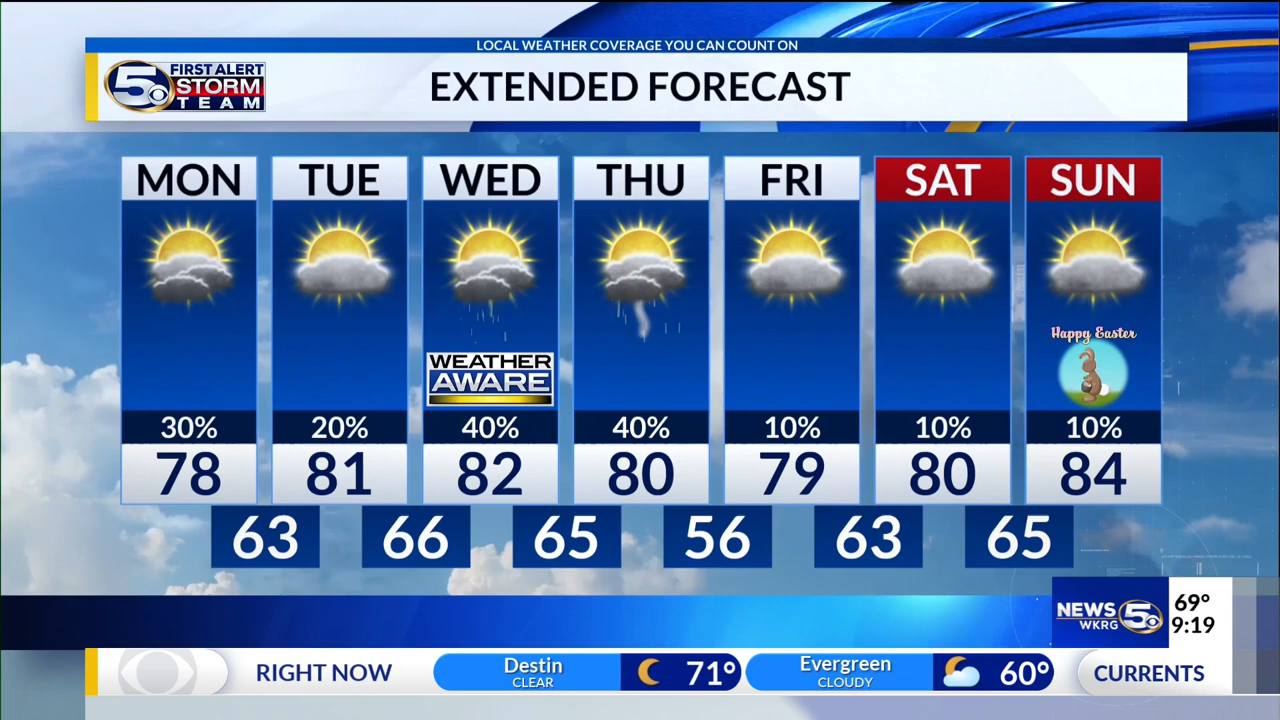 LOCAL WEATHER COVERAGE YOU CAN COUNT ON
5 FIRST ALERT
STORM
TEAM
EXTENDED FORECAST
MON TUE WED THU FRI SAT SUN
Happy Easter
WEATHER
AWARE
30% 20% 40% 40% 10% 10% 10%
78 81 82 80 79 80 84
63 66 65 56 63 65
NEWS 5
WKRG
69°
9:19
RIGHT NOW
Destin
CLEAR
71°
Evergreen
CLOUDY
60°
CURRENTS